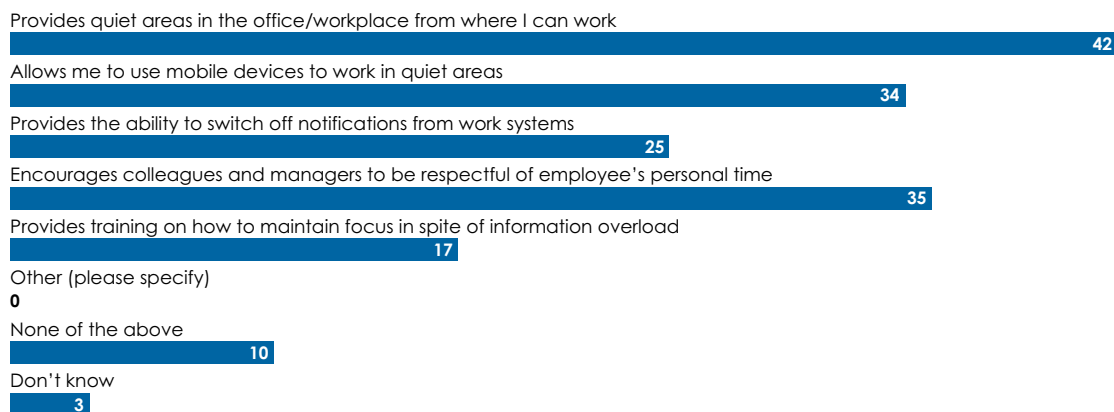 Provides quiet areas in the office/workplace from where I can work
42
Allows me to use mobile devices to work in quiet areas
34
Provides the ability to switch off notifications from work systems
25
Encourages colleagues and managers to be respectful of employee’s personal time
35
Provides training on how to maintain focus in spite of information overload
17
Other (please specify)
0
None of the above
10
Don’t know
3